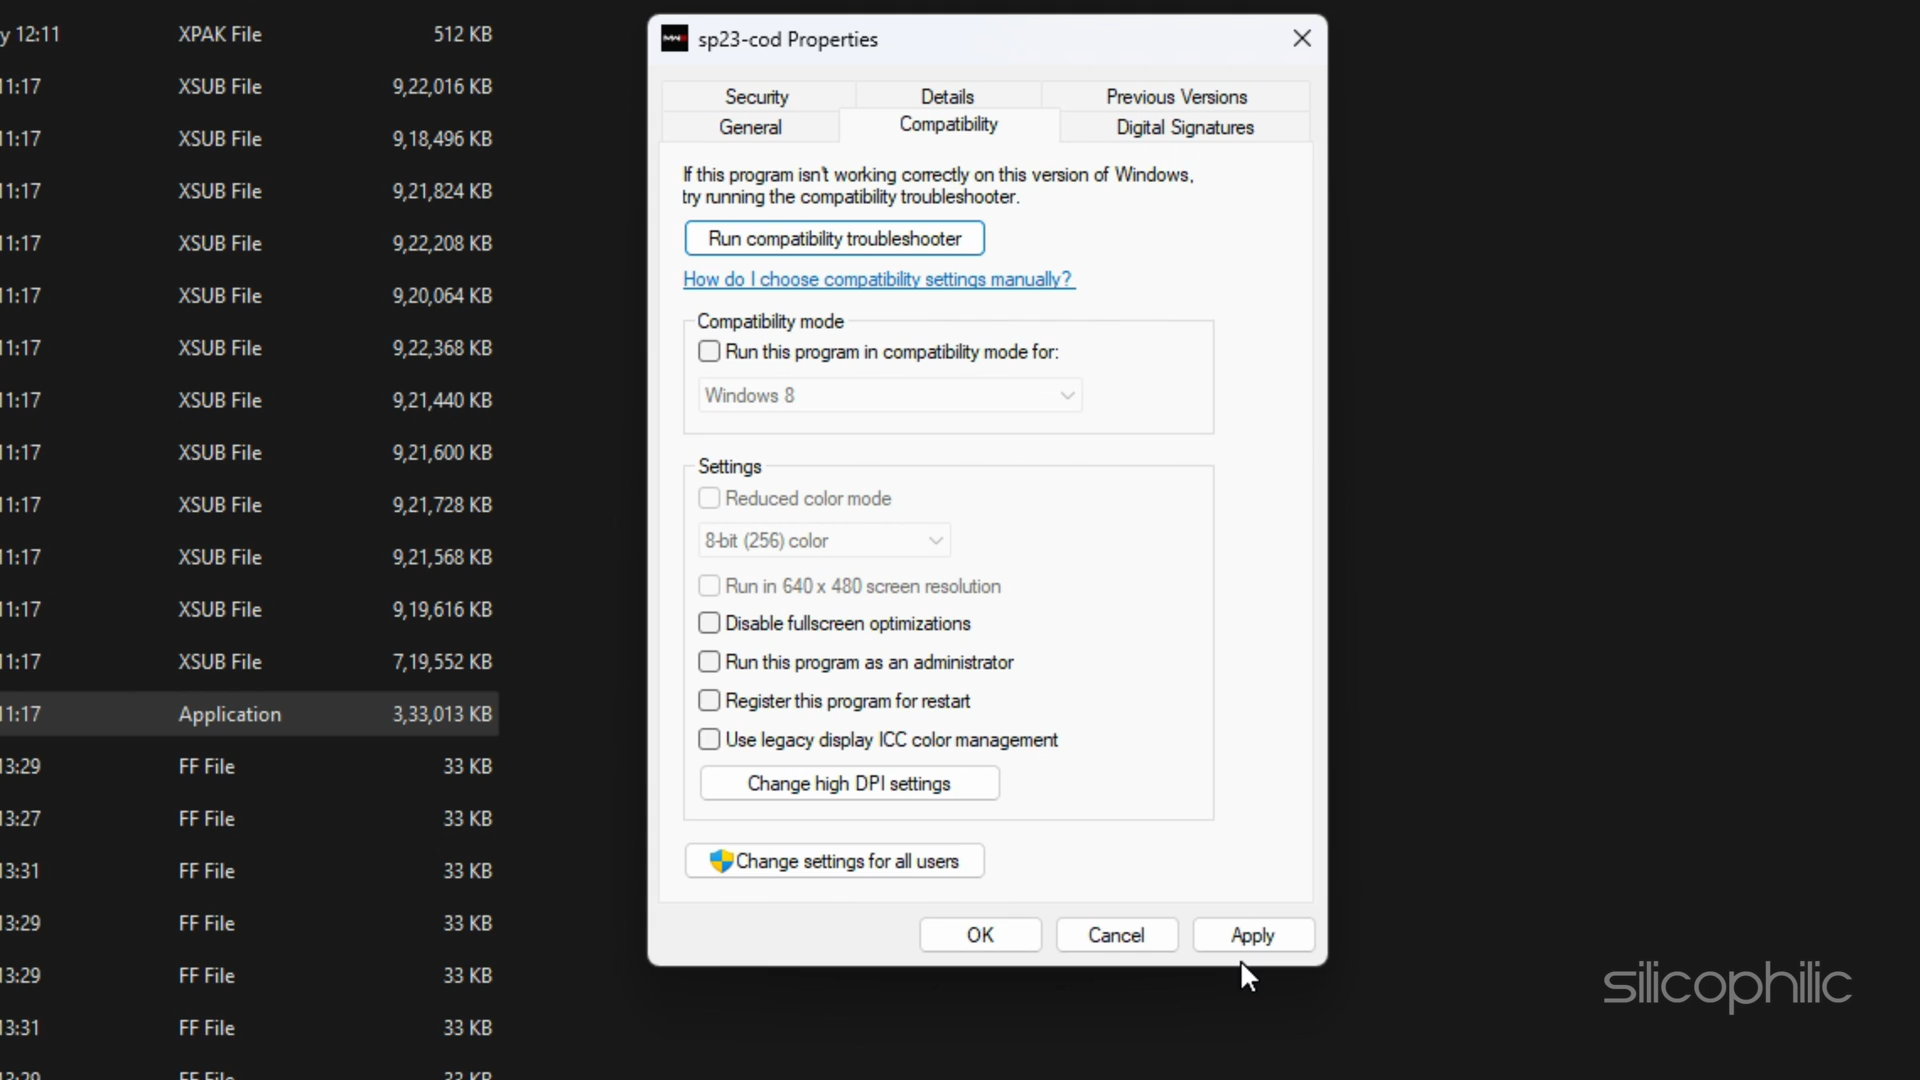 y 12:11 XPAK File 512 KB
11:17 XSUB File 9,22,016 KB
11:17 XSUB File 9,18,496 KB
11:17 XSUB File 9,21,824 KB
11:17 XSUB File 9,22,208 KB
11:17 XSUB File 9,20,064 KB
11:17 XSUB File 9,22,368 KB
11:17 XSUB File 9,21,440 KB
11:17 XSUB File 9,21,600 KB
11:17 XSUB File 9,21,728 KB
11:17 XSUB File 9,21,568 KB
11:17 XSUB File 9,19,616 KB
11:17 XSUB File 7,19,552 KB
11:17 Application 3,33,013 KB
13:29 FF File 33 KB
13:27 FF File 33 KB
13:31 FF File 33 KB
13:29 FF File 33 KB
13:29 FF File 33 KB
13:31 FF File 33 KB
13:29 FF File 33 KB
sp23-cod Properties
Security Details Previous Versions
General Compatibility Digital Signatures
If this program isn't working correctly on this version of Windows,
try running the compatibility troubleshooter.
Run compatibility troubleshooter
How do I choose compatibility settings manually?
Compatibility mode
Run this program in compatibility mode for:
Windows 8
Settings
Reduced color mode
8-bit (256) color
Run in 640 x 480 screen resolution
Disable fullscreen optimizations
Run this program as an administrator
Register this program for restart
Use legacy display ICC color management
Change high DPI settings
Change settings for all users
OK Cancel Apply
silicophilic